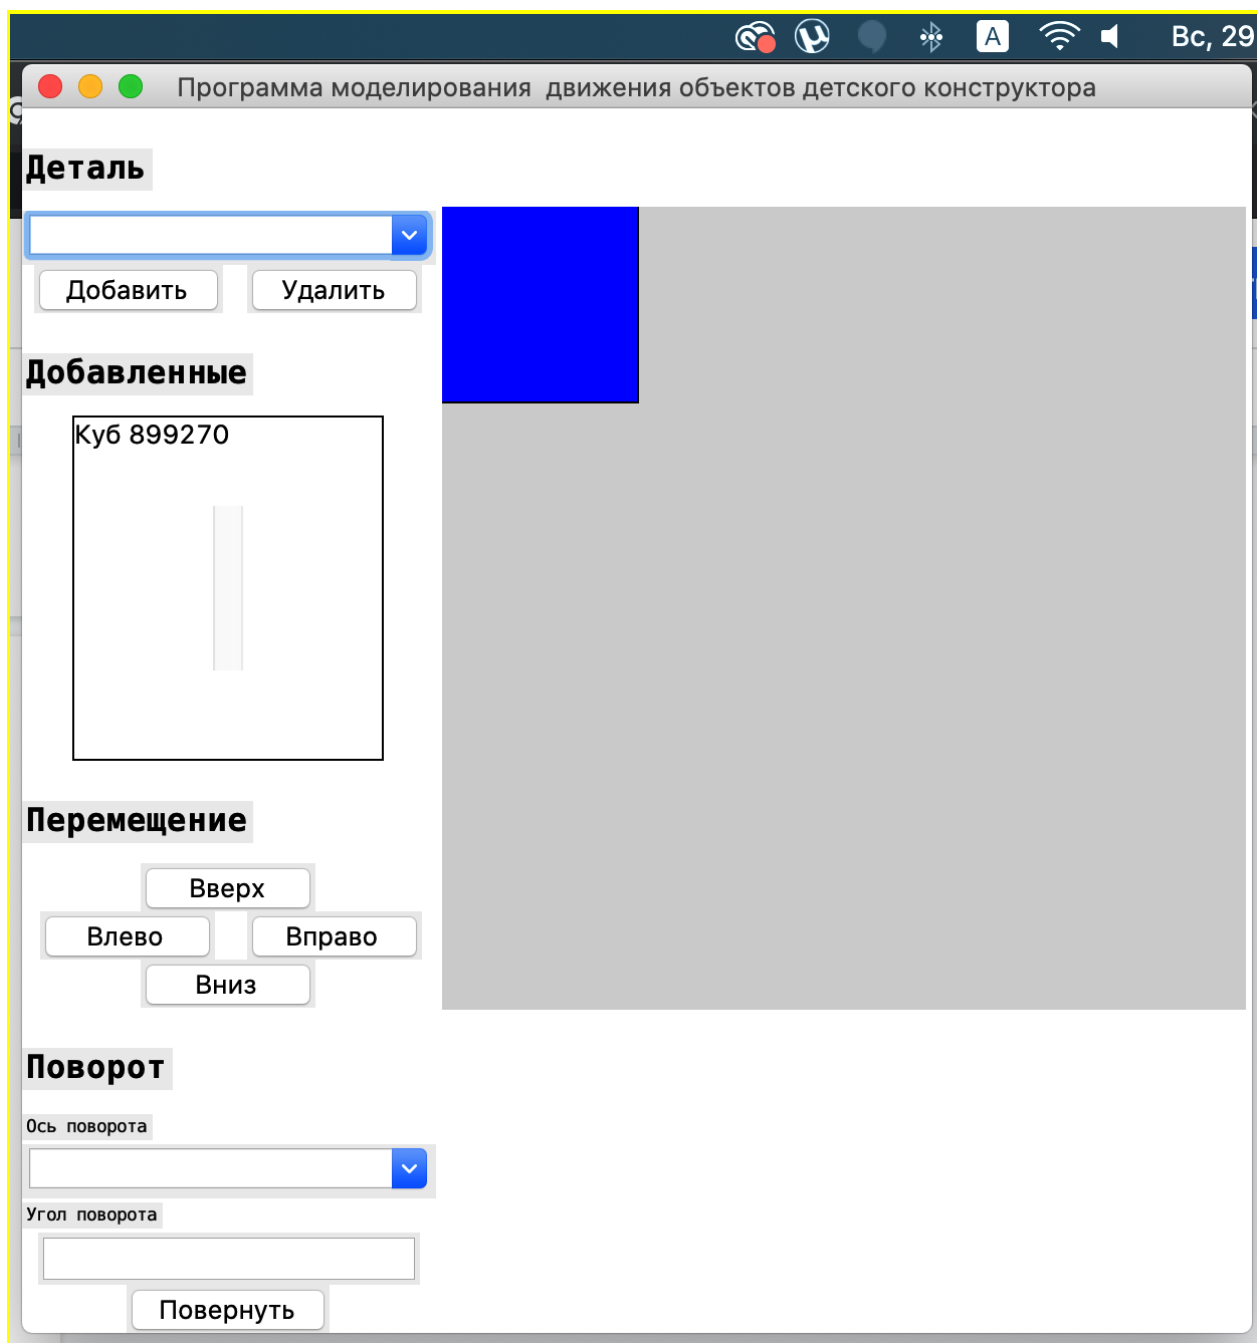 A Вс, 29
Программа моделирования движения объектов детского конструктора
Деталь
Добавить Удалить
Добавленные
Куб 899270
Перемещение
Вверх
Влево Вправо
Вниз
Поворот
Ось поворота
Угол поворота
Повернуть